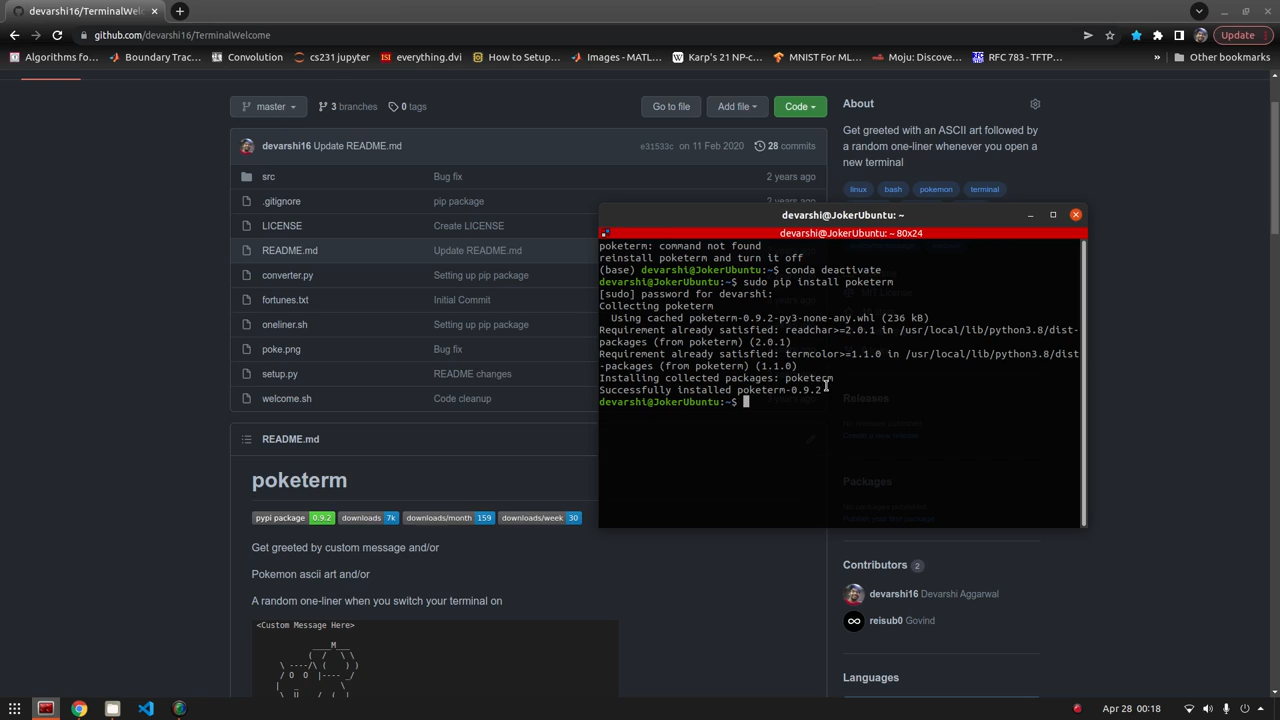 devarshi16/TerminalWelcome
github.com/devarshi16/TerminalWelcome
Update
Algorithms fo...
Boundary Trac...
Convolution
cs231 jupyter
everything.dvi
How to Setup...
Images - MATL...
Karp's 21 NP-c...
MNIST For ML...
Moju: Discove...
RFC 783 - TFTP...
»
Other bookmarks
master
3 branches
0 tags
Go to file
Add file
Code
devarshi16 Update README.md
e31533c on 11 Feb 2020
28 commits
src
Bug fix
2 years ago
.gitignore
pip package
2 years ago
LICENSE
Create LICENSE
README.md
Update README.md
converter.py
Setting up pip package
fortunes.txt
Initial Commit
oneliner.sh
Setting up pip package
poke.png
Bug fix
setup.py
Setting up pip package
welcome.sh
Code cleanup
README.md
poketerm
pypi package 0.9.2
downloads 7k
downloads/month 159
downloads/week 30
Get greeted by custom message and/or
Pokemon ascii art and/or
A random one-liner when you switch your terminal on
<Custom Message Here>
About
Get greeted with an ASCII art followed by
a random one-liner whenever you open a
new terminal
linux
bash
pokemon
terminal
devarshi@JokerUbuntu: ~
devarshi@JokerUbuntu: ~ 80x24
poketerm: command not found
reinstall poketerm and turn it off
(base) devarshi@JokerUbuntu:~$ conda deactivate
devarshi@JokerUbuntu:~$ sudo pip install poketerm
[sudo] password for devarshi:
Collecting poketerm
Using cached poketerm-0.9.2-py3-none-any.whl (236 kB)
Requirement already satisfied: readchar>=2.0.1 in /usr/local/lib/python3.8/dist-
packages (from poketerm) (2.0.1)
Requirement already satisfied: termcolor>=1.1.0 in /usr/local/lib/python3.8/dist
-packages (from poketerm) (1.1.0)
Installing collected packages: poketerm
Successfully installed poketerm-0.9.2
devarshi@JokerUbuntu:~$
Releases
Packages
Contributors 2
devarshi16 Devarshi Aggarwal
reisub0 Govind
Languages
Apr 28 00:18